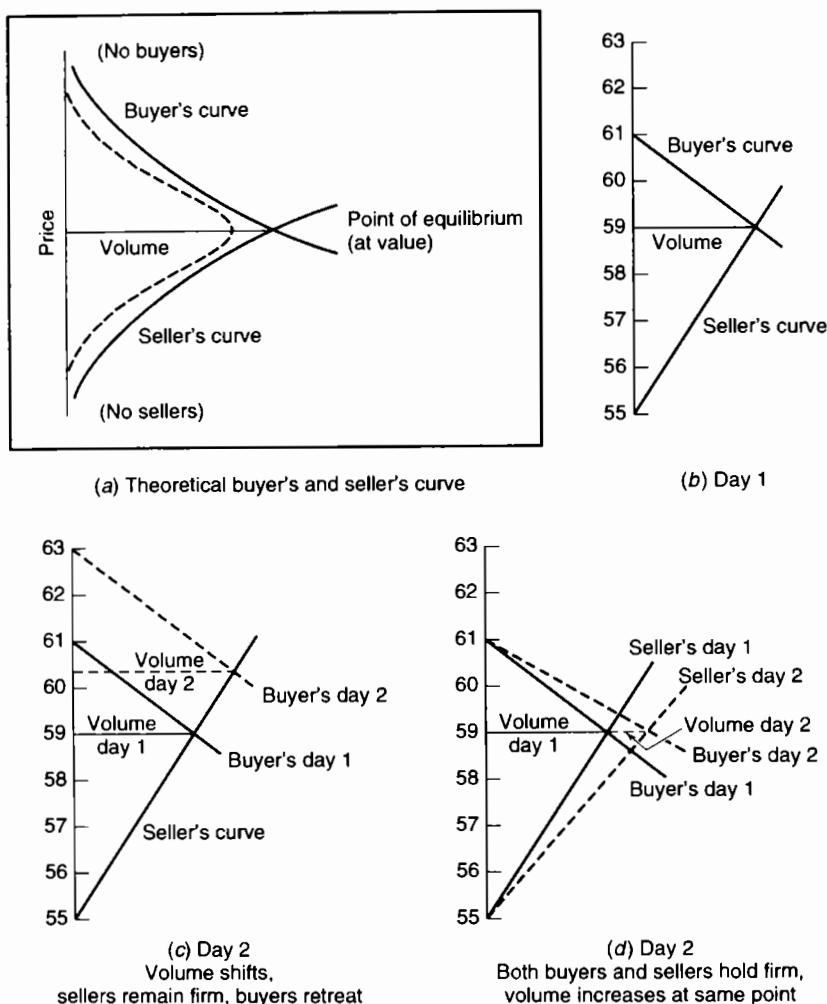 (No buyers)
Buyer's curve
Price
Volume
Point of equilibrium
(at value)
Seller's curve
(No sellers)
(a) Theoretical buyer's and seller's curve
63
62
61
60
59
58
57
56
55
Buyer's curve
Volume
Seller's curve
(b) Day 1
63
62
61
60
59
58
57
56
55
Volume
day 2
Buyer's day 2
Volume
day 1
Buyer's day 1
Seller's curve
(c) Day 2
Volume shifts,
sellers remain firm, buyers retreat
63
62
61
60
59
58
57
56
55
Seller's day 1
Seller's day 2
Volume
day 1
Volume day 2
Buyer's day 2
Buyer's day 1
(d) Day 2
Both buyers and sellers hold firm,
volume increases at same point